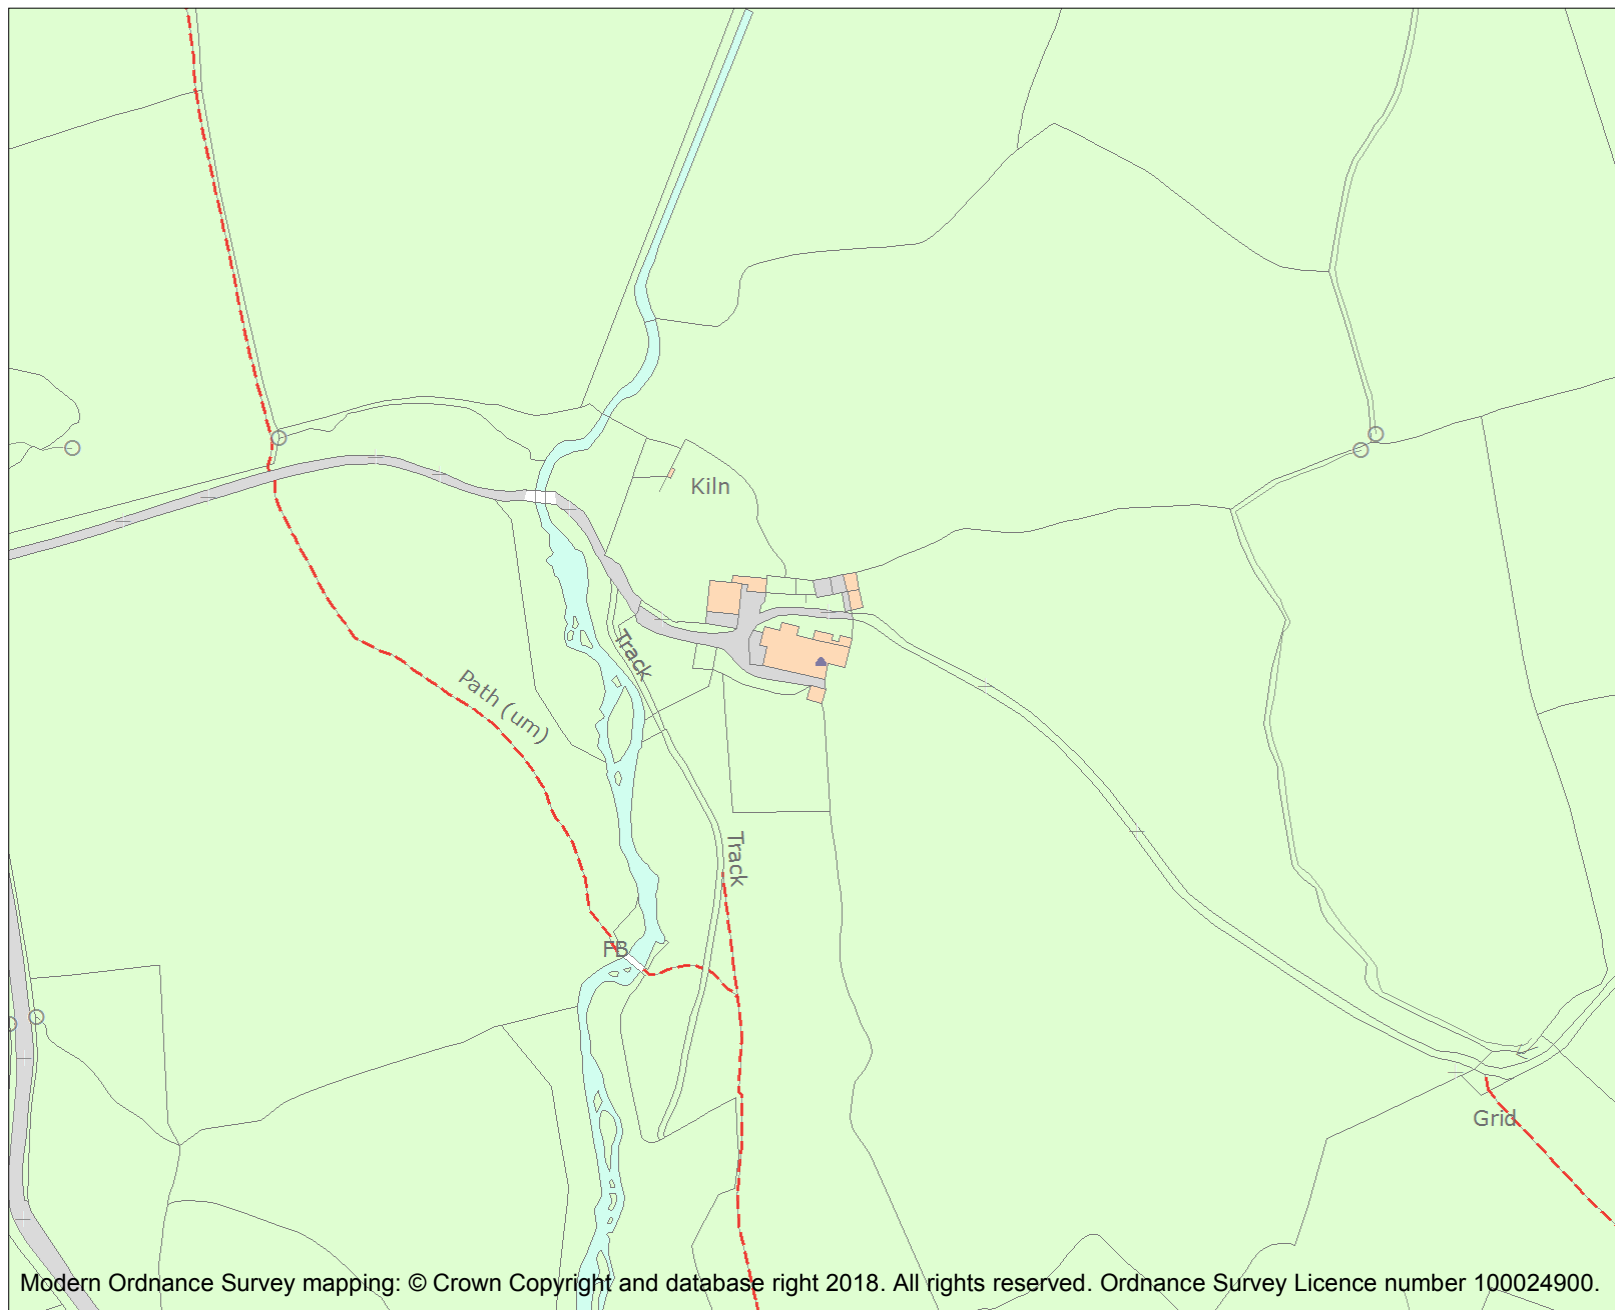 Kiln
Track
Path (um)
Track
FB
Grid
Modern Ordnance Survey mapping: © Crown Copyright and database right 2018. All rights reserved. Ordnance Survey Licence number 100024900.